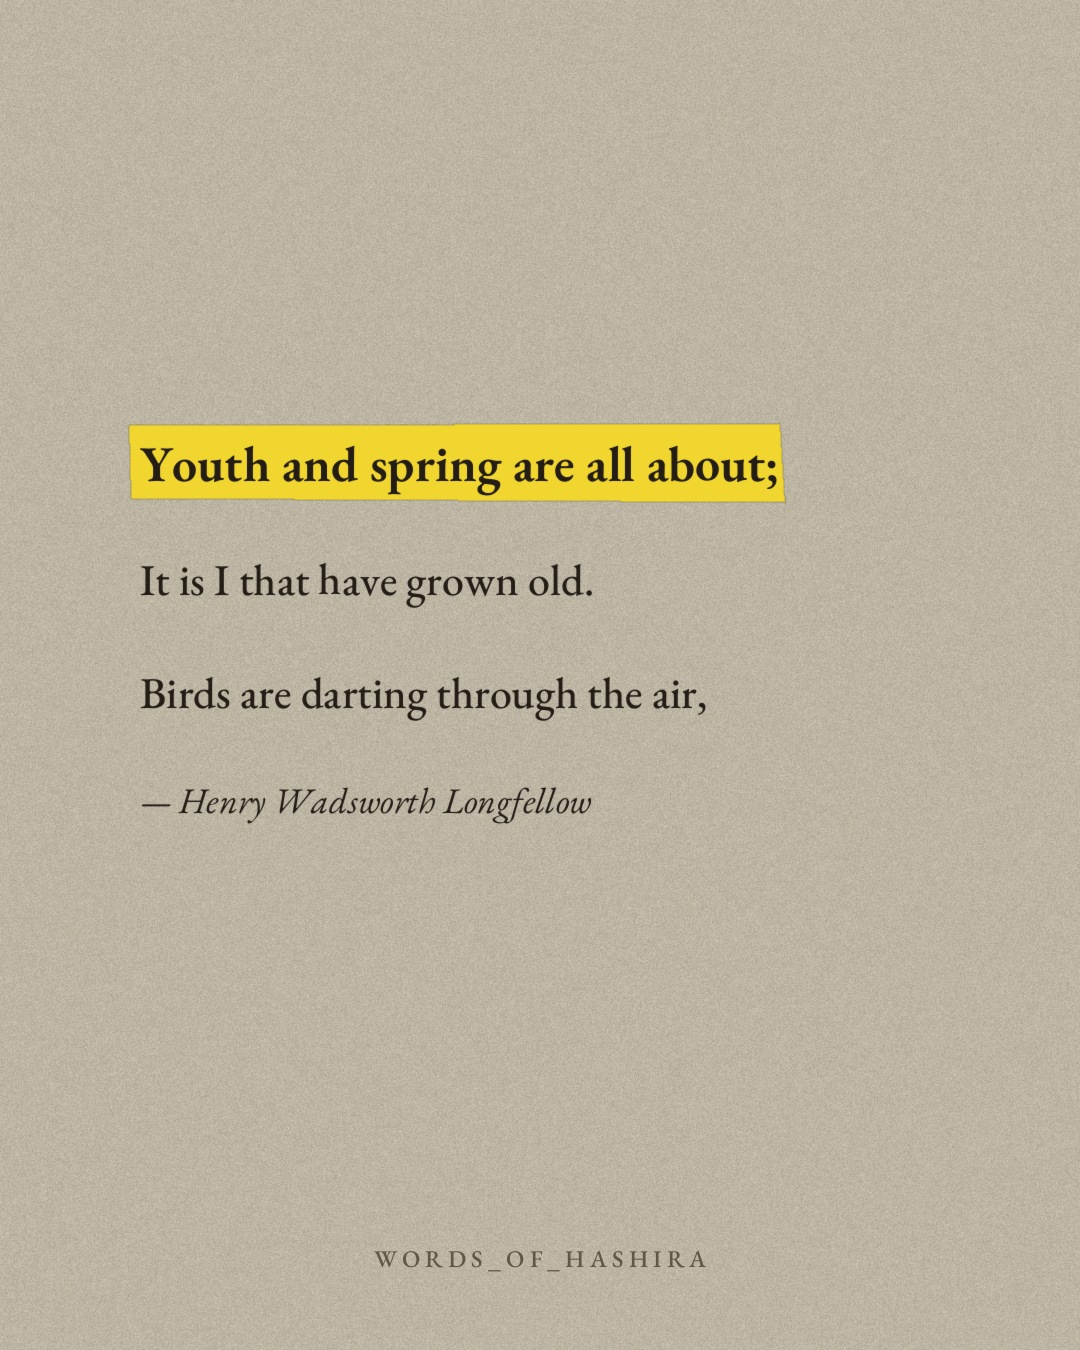 Youth and spring are all about;
It is I that have grown old.
Birds are darting through the air,
— Henry Wadsworth Longfellow
WORDS_OF_HASHIRA